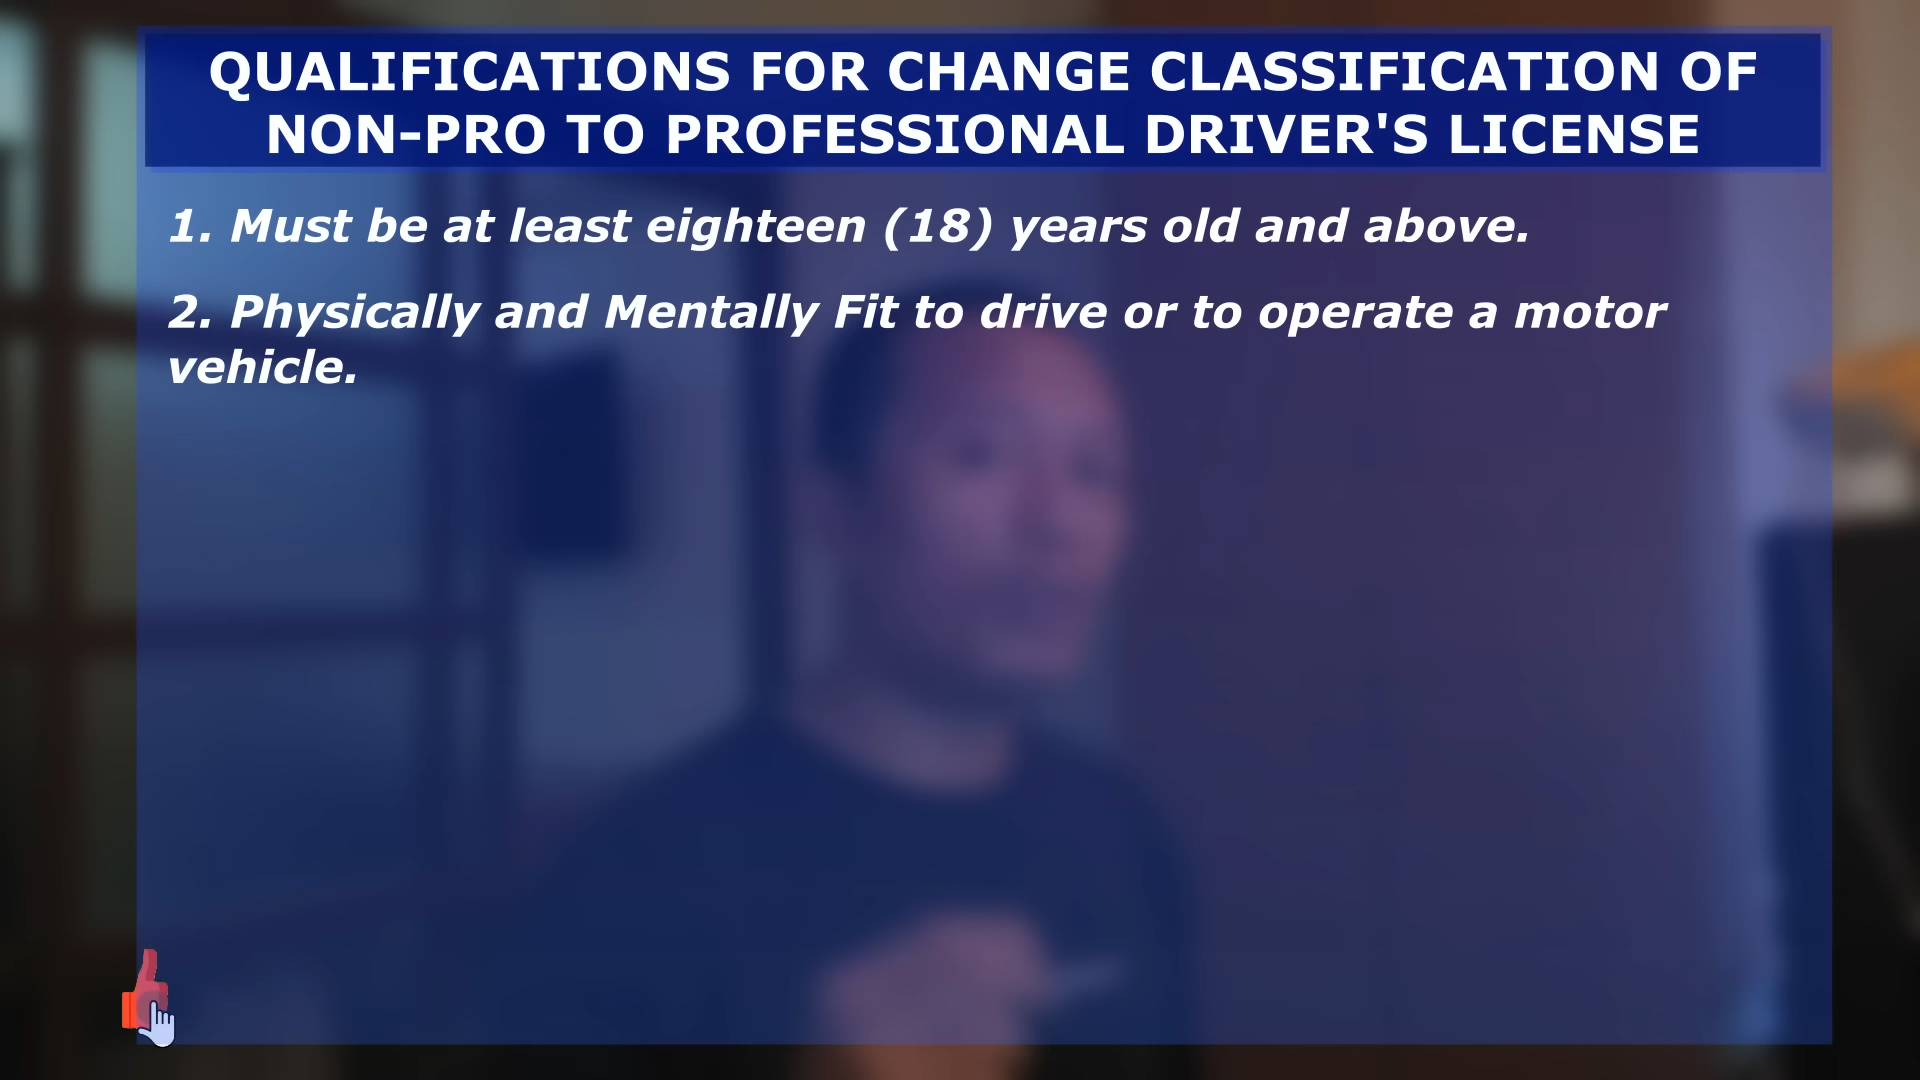 QUALIFICATIONS FOR CHANGE CLASSIFICATION OF
NON-PRO TO PROFESSIONAL DRIVER'S LICENSE
1. Must be at least eighteen (18) years old and above.
2. Physically and Mentally Fit to drive or to operate a motor
vehicle.